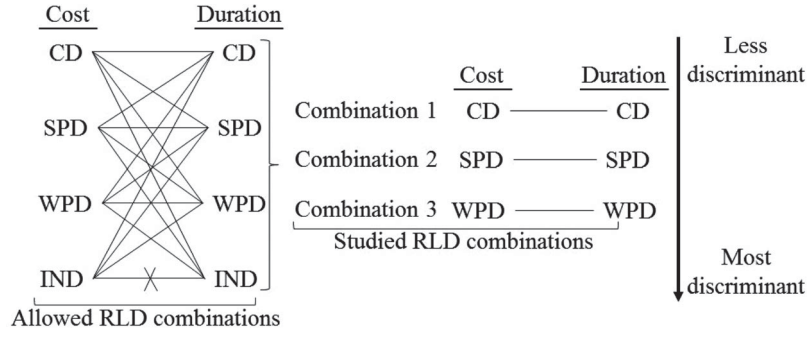 Cost Duration
CD CD
SPD SPD
WPD WPD
IND IND
Allowed RLD combinations
Cost Duration
Combination 1 CD CD
Combination 2 SPD SPD
Combination 3 WPD WPD
Studied RLD combinations
Less
discriminant
Most
discriminant